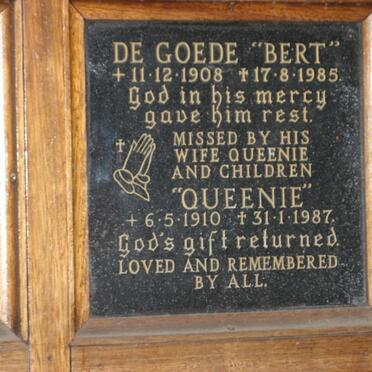 DE GOEDE "BERT"
+ 11·12·1908 ✝ 17·8·1985.
God in his mercy
gave him rest.
MISSED BY HIS
WIFE QUEENIE
AND CHILDREN
"QUEENIE"
+ 6·5·1910 ✝ 31·1·1987.
God's gift returned.
LOVED AND REMEMBERED
BY ALL.